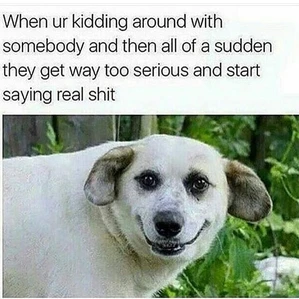 When ur kidding around with
somebody and then all of a sudden
they get way too serious and start
saying real shit